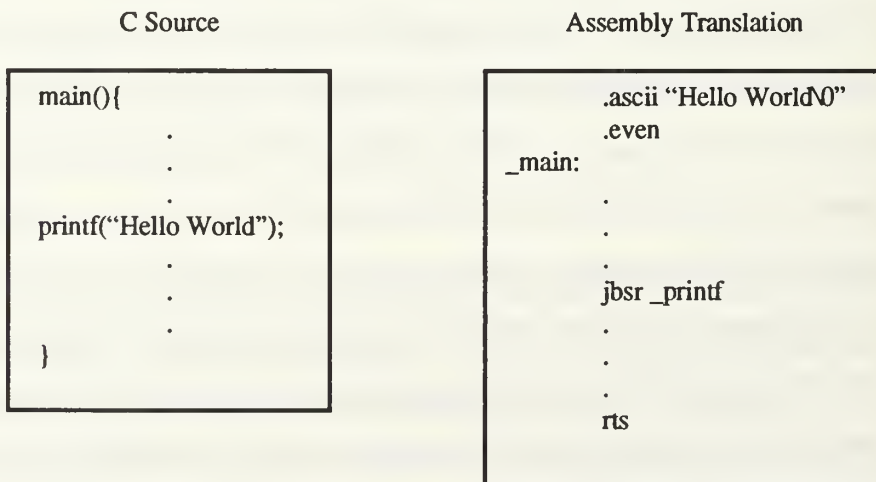 C Source
main(){
.
.
.
printf(“Hello World”);
.
.
.
}
Assembly Translation
.ascii “Hello World\0”
.even
_main:
.
.
.
jbsr _printf
.
.
.
rts